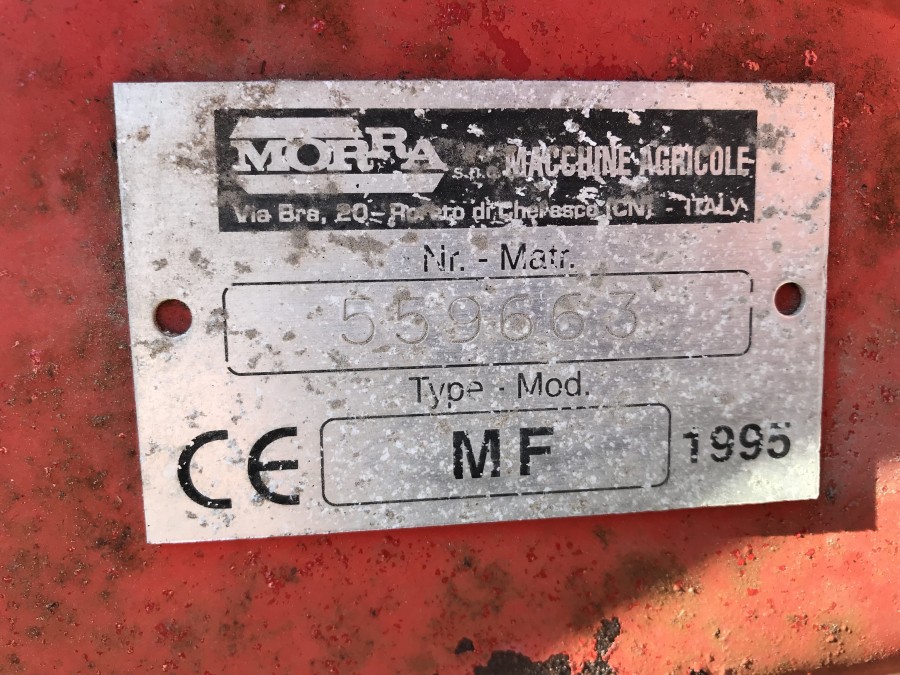 MORRA s.n.c. MACCHINE AGRICOLE
Via Bra, 20 - Roreto di Cherasco (CN) - ITALY
Nr. - Matr.
559663
Type - Mod.
CE MF 1995